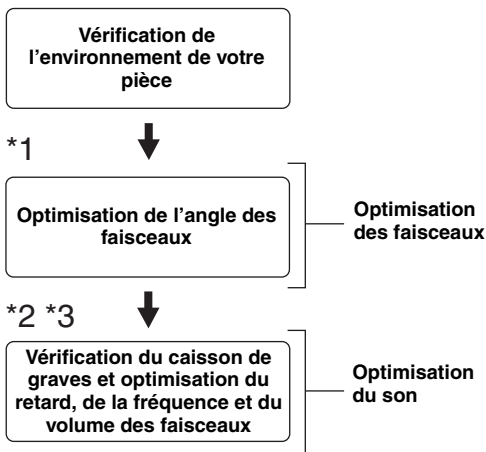 Vérification de
l'environnement de votre
pièce
*1
Optimisation de l'angle des
faisceaux
Optimisation
des faisceaux
*2 *3
Vérification du caisson de
graves et optimisation du
retard, de la fréquence et du
volume des faisceaux
Optimisation
du son